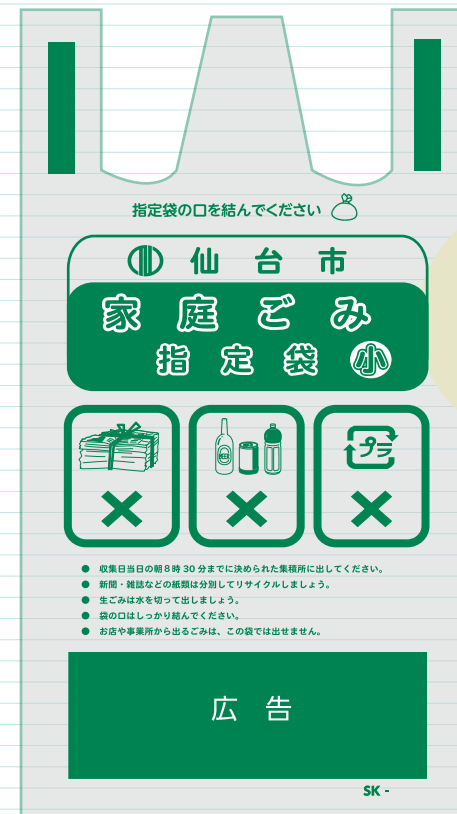 指定袋の口を結んでください
仙台市
家庭ごみ
指定袋 小
BEER
プラ
● 収集日当日の朝8時30分までに決められた集積所に出してください。
● 新聞・雑誌などの紙類は分別してリサイクルしましょう。
● 生ごみは水を切って出しましょう。
● 袋の口はしっかり結んでください。
● お店や事業所から出るごみは、この袋では出せません。
広告
SK -